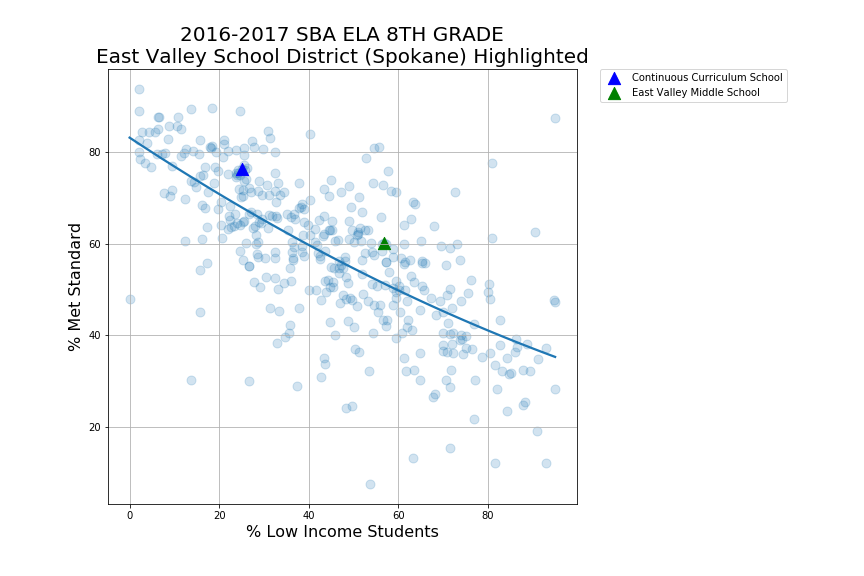 2016-2017 SBA ELA 8TH GRADE
East Valley School District (Spokane) Highlighted
Continuous Curriculum School
East Valley Middle School
80
60
40
20
% Met Standard
0 20 40 60 80
% Low Income Students